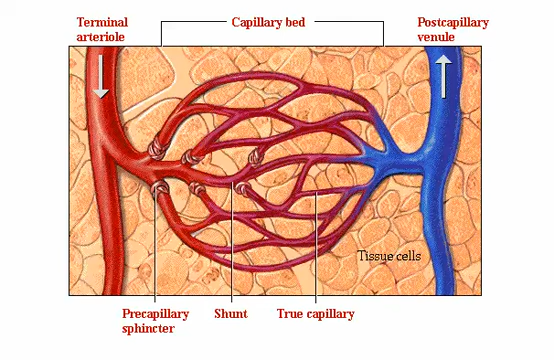 Terminal
arteriole
Capillary bed
Postcapillary
venule
Tissue cells
Precapillary
sphincter
Shunt
True capillary